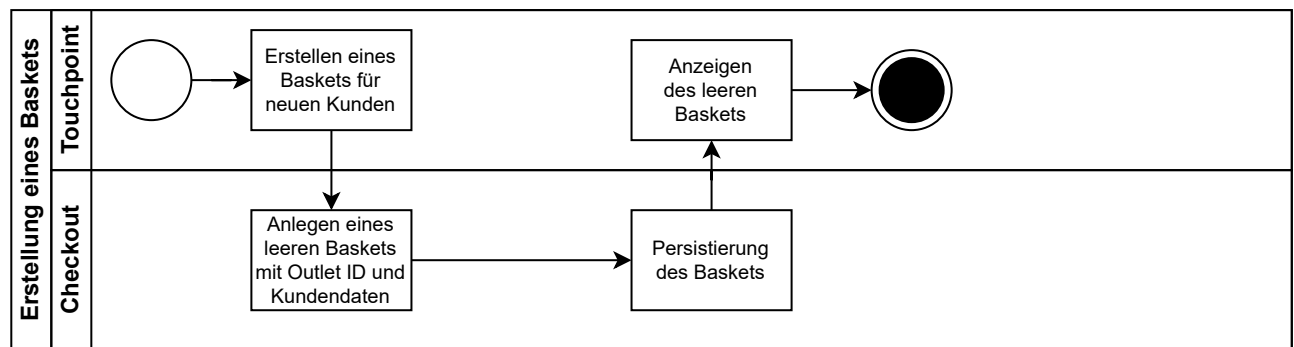 Erstellung eines Baskets
Touchpoint
Erstellen eines
Baskets für
neuen Kunden
Anzeigen
des leeren
Baskets
Checkout
Anlegen eines
leeren Baskets
mit Outlet ID und
Kundendaten
Persistierung
des Baskets